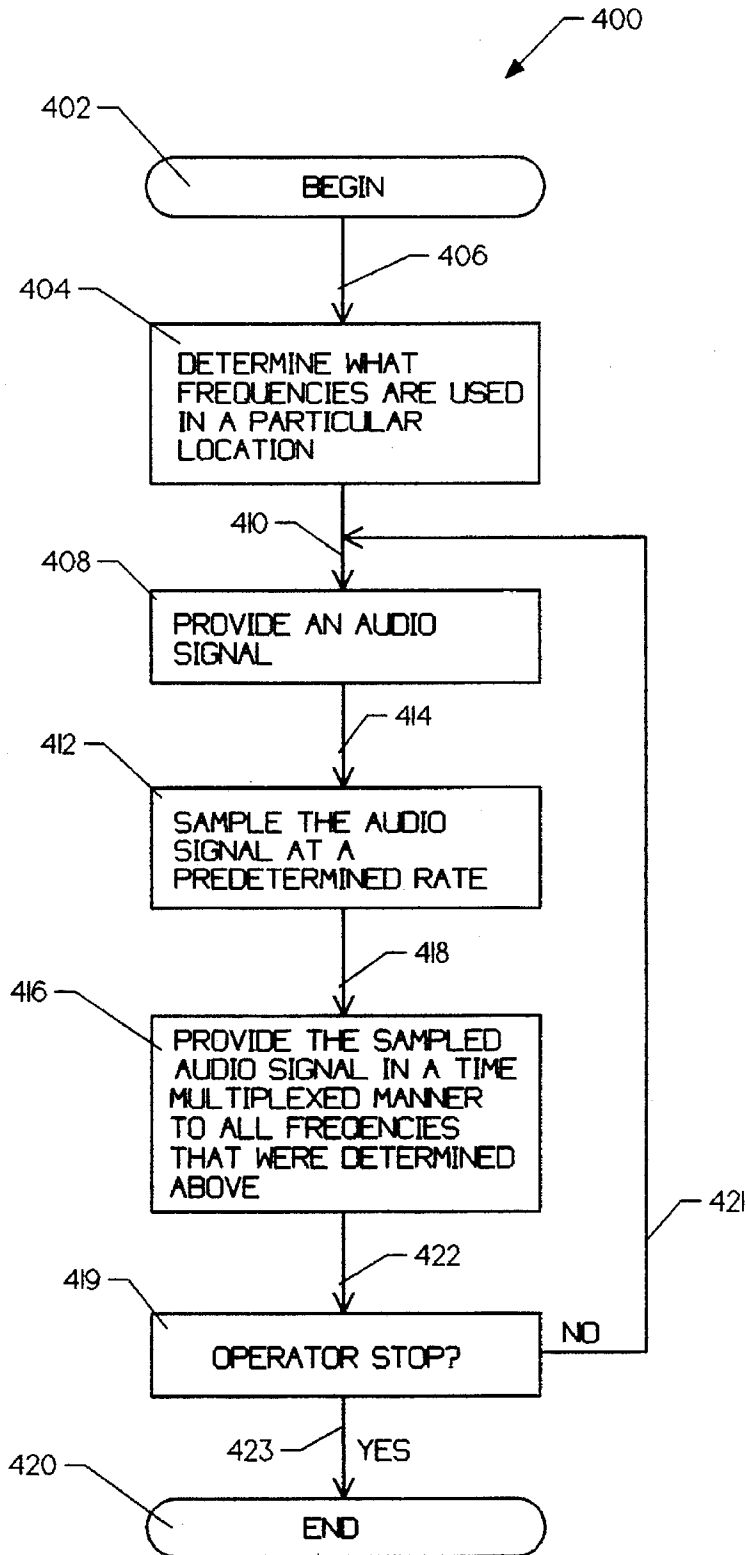 400
402
BEGIN
406
404
DETERMINE WHAT
FREQUENCIES ARE USED
IN A PARTICULAR
LOCATION
410
408
PROVIDE AN AUDIO
SIGNAL
414
412
SAMPLE THE AUDIO
SIGNAL AT A
PREDETERMINED RATE
418
416
PROVIDE THE SAMPLED
AUDIO SIGNAL IN A TIME
MULTIPLEXED MANNER
TO ALL FREQENCIES
THAT WERE DETERMINED
ABOVE
421
422
419
OPERATOR STOP?
NO
423
YES
420
END